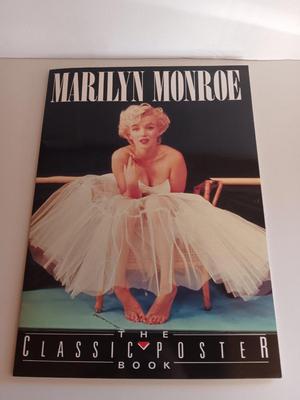 MARILYN MONROE
THE
CLASSIC POSTER
BOOK